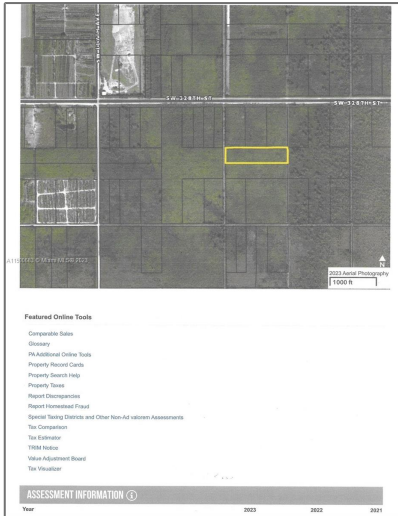 SW-328TH-ST
SW-328TH-ST
© Miami MLS® 2023
N
2023 Aerial Photography
1000 ft
Featured Online Tools
Comparable Sales
Glossary
PA Additional Online Tools
Property Record Cards
Property Search Help
Property Taxes
Report Discrepancies
Report Homestead Fraud
Special Taxing Districts and Other Non-Ad valorem Assessments
Tax Comparison
Tax Estimator
TRIM Notice
Value Adjustment Board
Tax Visualizer
ASSESSMENT INFORMATION
Year 2023 2022 2021